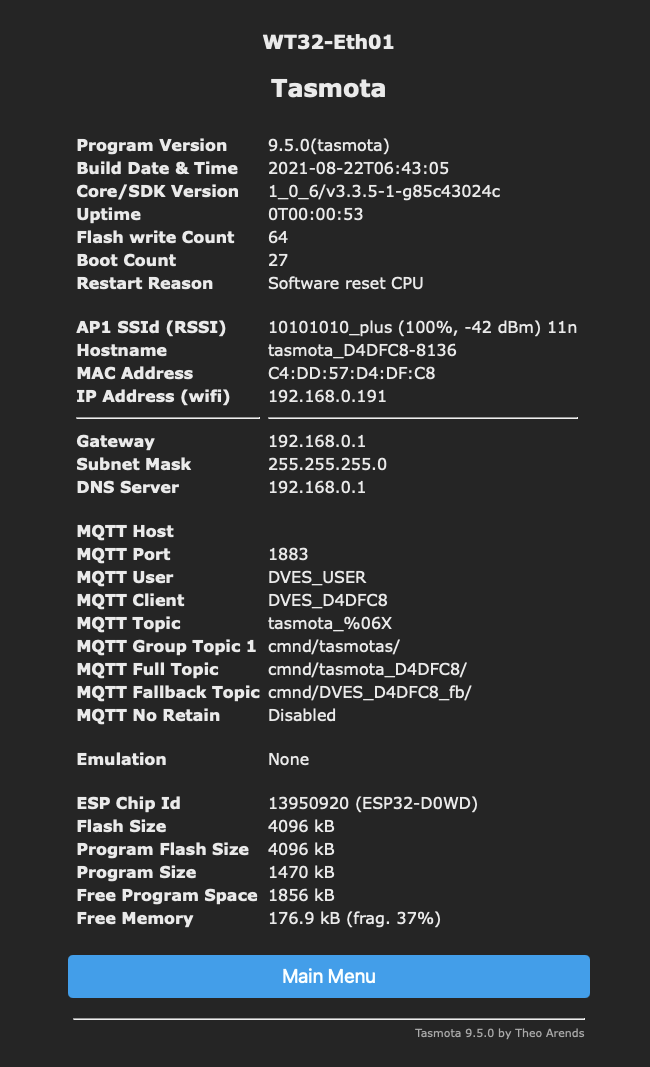 WT32-Eth01
Tasmota
Program Version 9.5.0(tasmota)
Build Date & Time 2021-08-22T06:43:05
Core/SDK Version 1_0_6/v3.3.5-1-g85c43024c
Uptime 0T00:00:53
Flash write Count 64
Boot Count 27
Restart Reason Software reset CPU
AP1 SSId (RSSI) 10101010_plus (100%, -42 dBm) 11n
Hostname tasmota_D4DFC8-8136
MAC Address C4:DD:57:D4:DF:C8
IP Address (wifi) 192.168.0.191
Gateway 192.168.0.1
Subnet Mask 255.255.255.0
DNS Server 192.168.0.1
MQTT Host
MQTT Port 1883
MQTT User DVES_USER
MQTT Client DVES_D4DFC8
MQTT Topic tasmota_%06X
MQTT Group Topic 1 cmnd/tasmotas/
MQTT Full Topic cmnd/tasmota_D4DFC8/
MQTT Fallback Topic cmnd/DVES_D4DFC8_fb/
MQTT No Retain Disabled
Emulation None
ESP Chip Id 13950920 (ESP32-D0WD)
Flash Size 4096 kB
Program Flash Size 4096 kB
Program Size 1470 kB
Free Program Space 1856 kB
Free Memory 176.9 kB (frag. 37%)
Main Menu
Tasmota 9.5.0 by Theo Arends